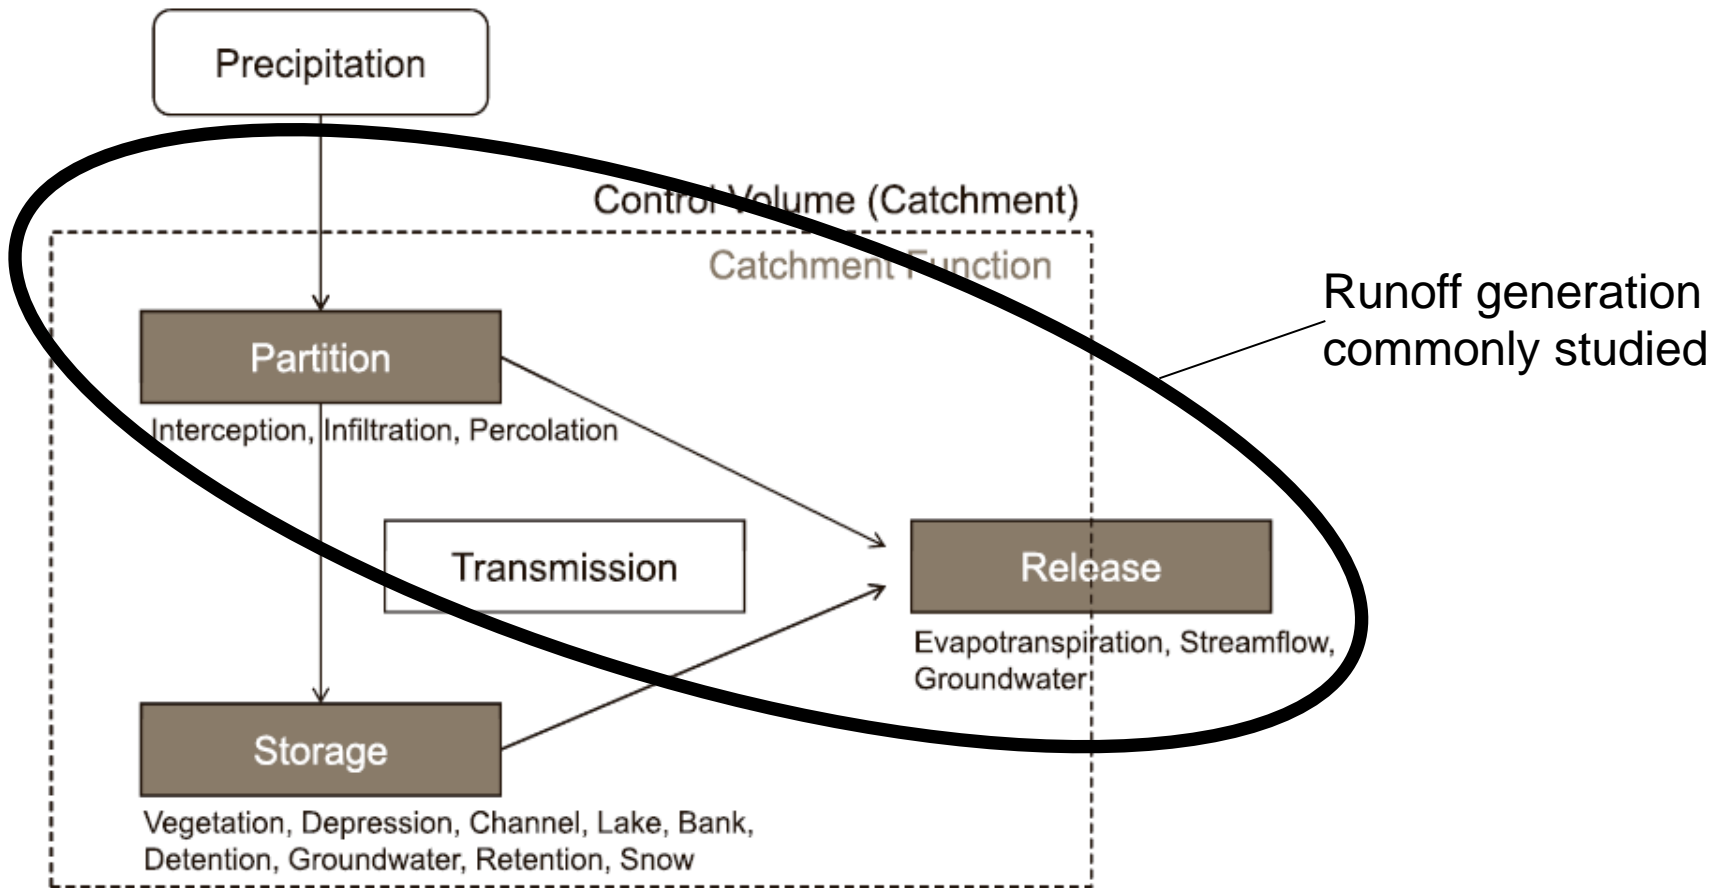 Precipitation
Control Volume (Catchment)
Catchment Function
Runoff generation
commonly studied
Partition
Interception, Infiltration, Percolation
Transmission
Release
Evapotranspiration, Streamflow,
Groundwater
Storage
Vegetation, Depression, Channel, Lake, Bank,
Detention, Groundwater, Retention, Snow